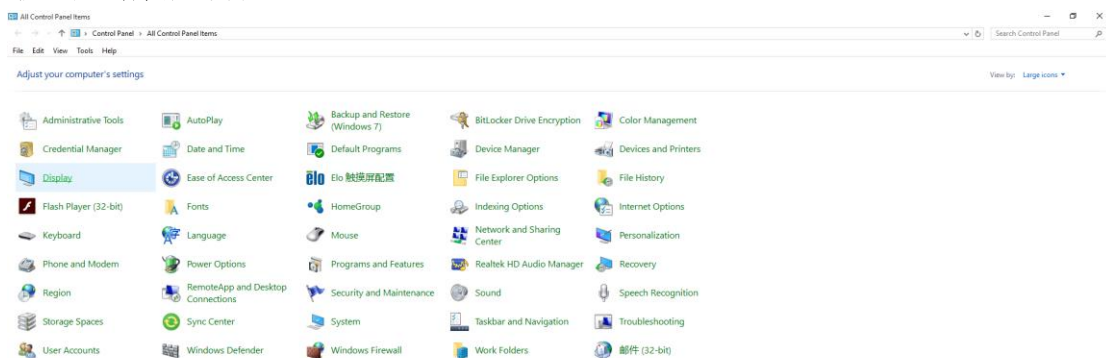 All Control Panel Items
Control Panel > All Control Panel Items
Search Control Panel
File Edit View Tools Help
Adjust your computer's settings
View by: Large icons
Administrative Tools
AutoPlay
Backup and Restore
(Windows 7)
BitLocker Drive Encryption
Color Management
Credential Manager
Date and Time
Default Programs
Device Manager
Devices and Printers
Display
Ease of Access Center
elo
Elo 触摸屏配置
File Explorer Options
File History
Flash Player (32-bit)
Fonts
HomeGroup
Indexing Options
Internet Options
Keyboard
Language
Mouse
Network and Sharing
Center
Personalization
Phone and Modem
Power Options
Programs and Features
Realtek HD Audio Manager
Recovery
Region
RemoteApp and Desktop
Connections
Security and Maintenance
Sound
Speech Recognition
Storage Spaces
Sync Center
System
Taskbar and Navigation
Troubleshooting
User Accounts
Windows Defender
Windows Firewall
Work Folders
邮件 (32-bit)